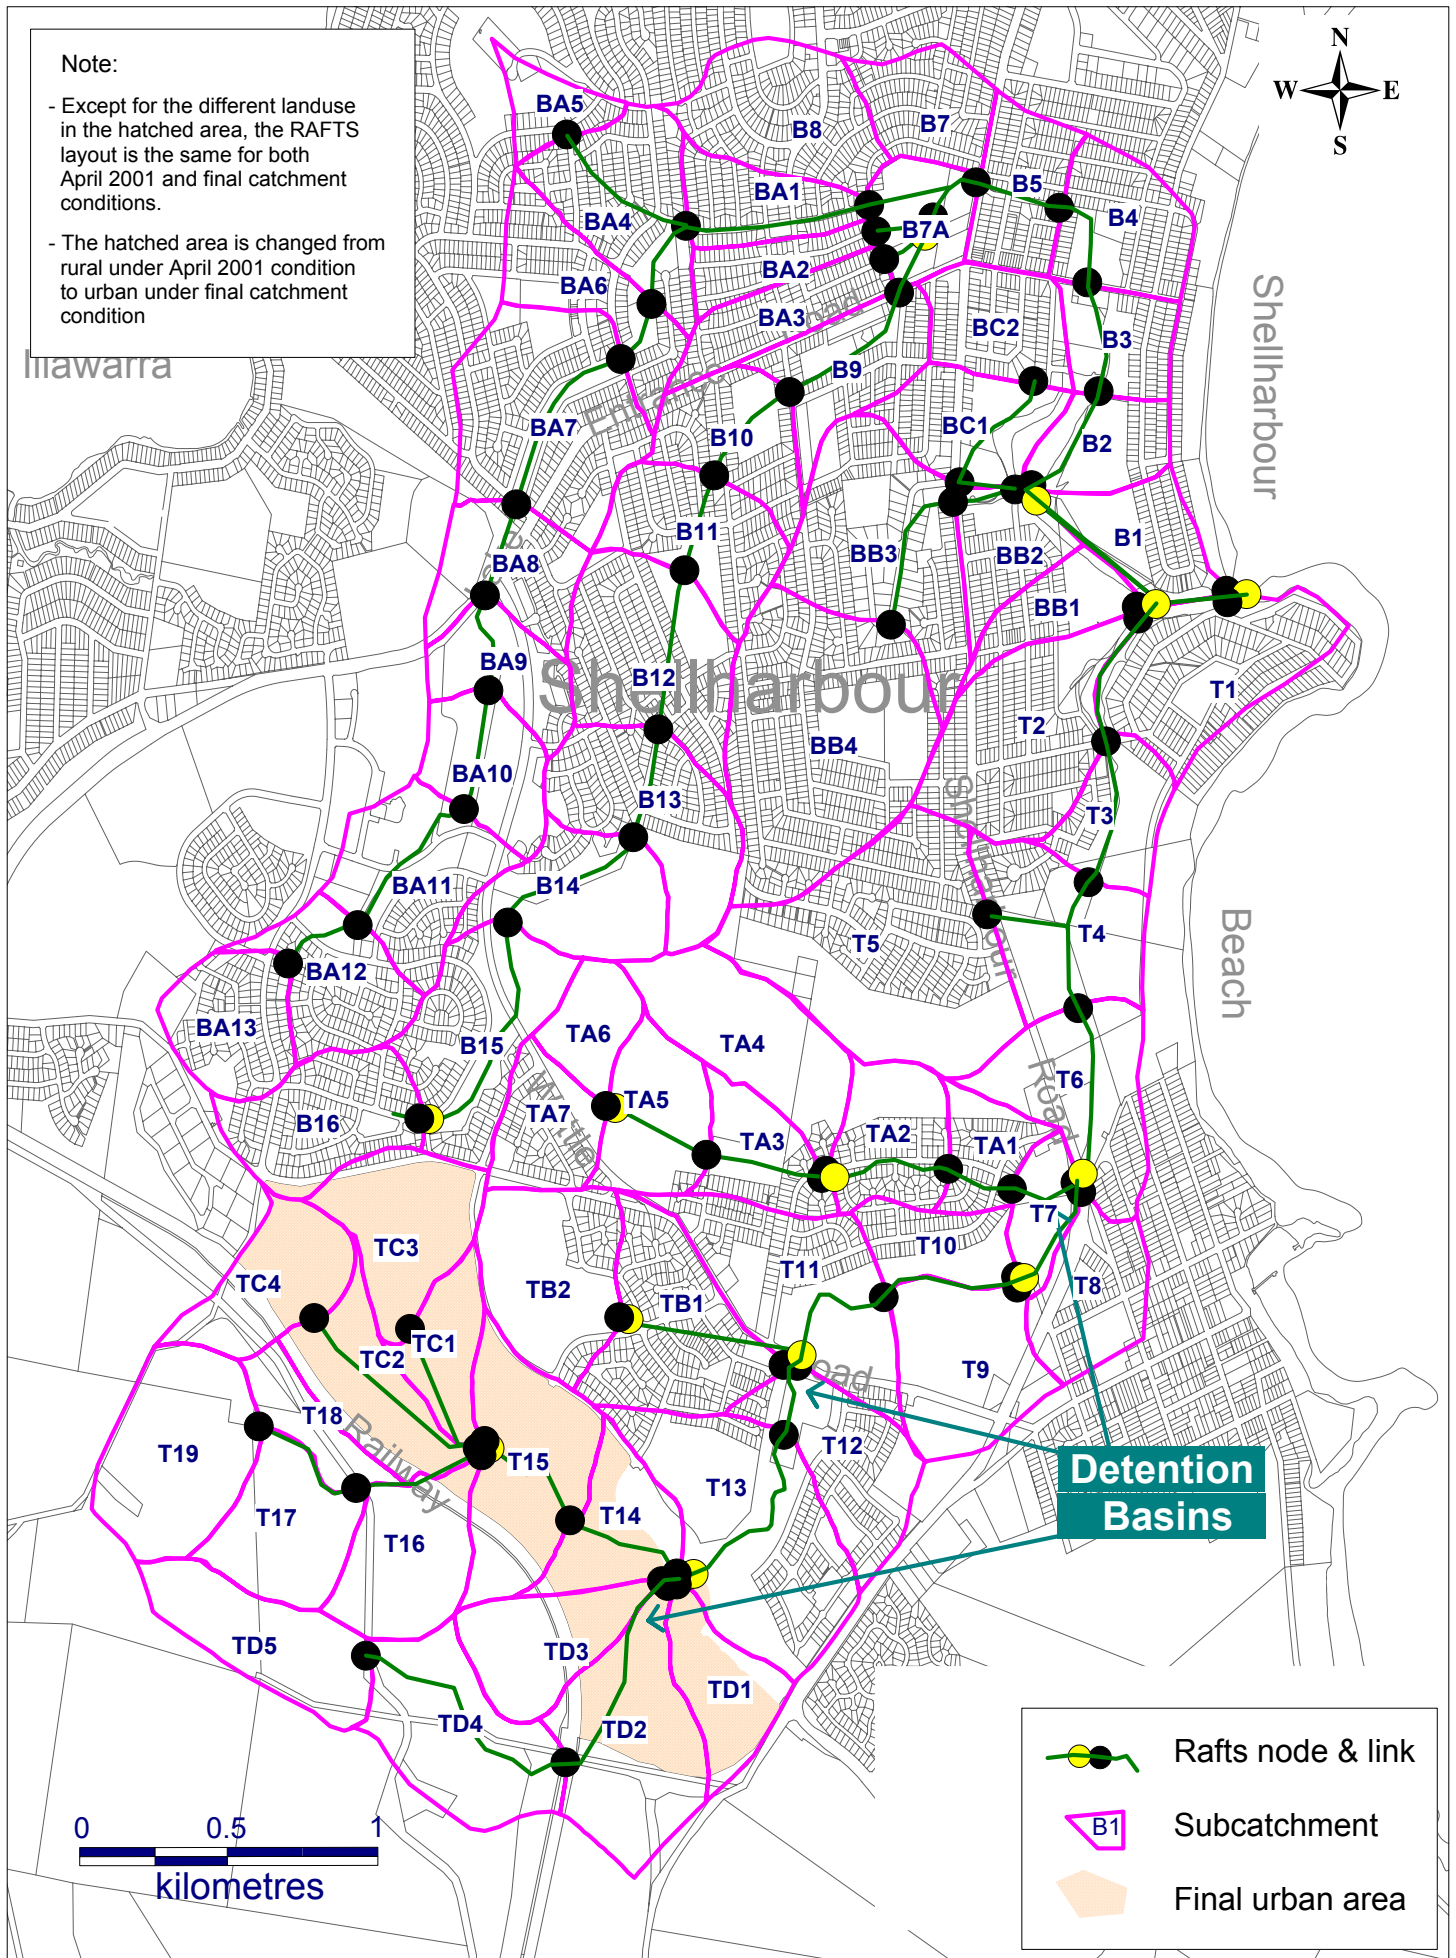 Note:
- Except for the different landuse
in the hatched area, the RAFTS
layout is the same for both
April 2001 and final catchment
conditions.
- The hatched area is changed from
rural under April 2001 condition
to urban under final catchment
condition
N
W E
S
Illawarra
BA5
B8
B7
BA1
B5
B4
BA4
B7A
BA2
BA6
BA3
BC2
B3
Shellharbour
B9
Entrance
BA7
B10
BC1
B2
B11
BB3
BB2
B1
BA8
BB1
BA9
B12
Shellharbour
T1
T2
BB4
BA10
B13
T3
Shellharbour
BA11
B14
T5
T4
Beach
BA12
BA13
B15
TA6
TA4
T6
Road
TA5
TA7
Wattle
B16
TA3
TA2
TA1
T7
TC3
T10
T11
T8
TC4
TB2
TB1
TC1
TC2
Road
T9
T18
Railway
T19
T15
T12
T13
Detention
Basins
T17
T14
T16
TD5
TD3
TD1
TD4
TD2
0 0.5 1
kilometres
Rafts node & link
B1
Subcatchment
Final urban area